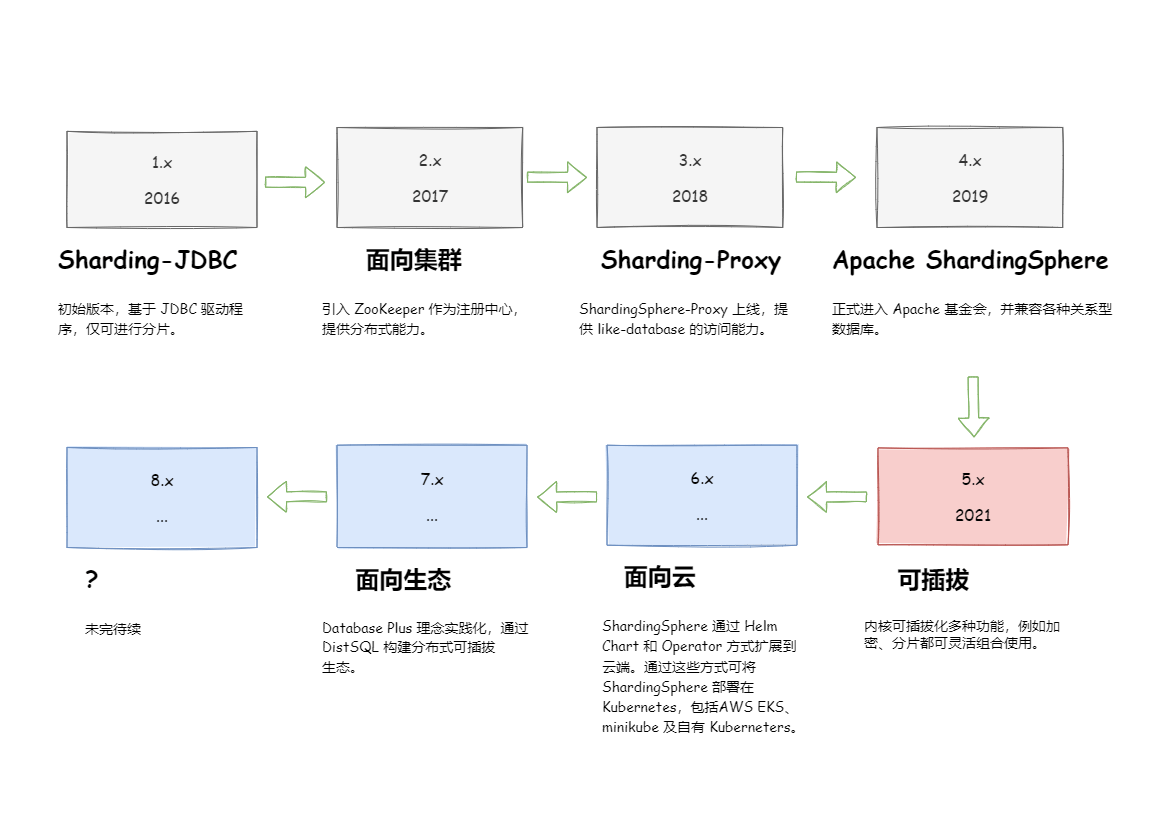 1.x
2016
Sharding-JDBC
初始版本，基于 JDBC 驱动程
序，仅可进行分片。
2.x
2017
面向集群
引入 ZooKeeper 作为注册中心，
提供分布式能力。
3.x
2018
Sharding-Proxy
ShardingSphere-Proxy 上线，提
供 like-database 的访问能力。
4.x
2019
Apache ShardingSphere
正式进入 Apache 基金会，并兼容各种关系型
数据库。
5.x
2021
可插拔
内核可插拔化多种功能，例如加
密、分片都可灵活组合使用。
6.x
...
面向云
ShardingSphere 通过 Helm
Chart 和 Operator 方式扩展到
云端。通过这些方式可将
ShardingSphere 部署在
Kubernetes，包括AWS EKS、
minikube 及自有 Kuberneters。
7.x
...
面向生态
Database Plus 理念实践化，通过
DistSQL 构建分布式可插拔
生态。
8.x
...
?
未完待续